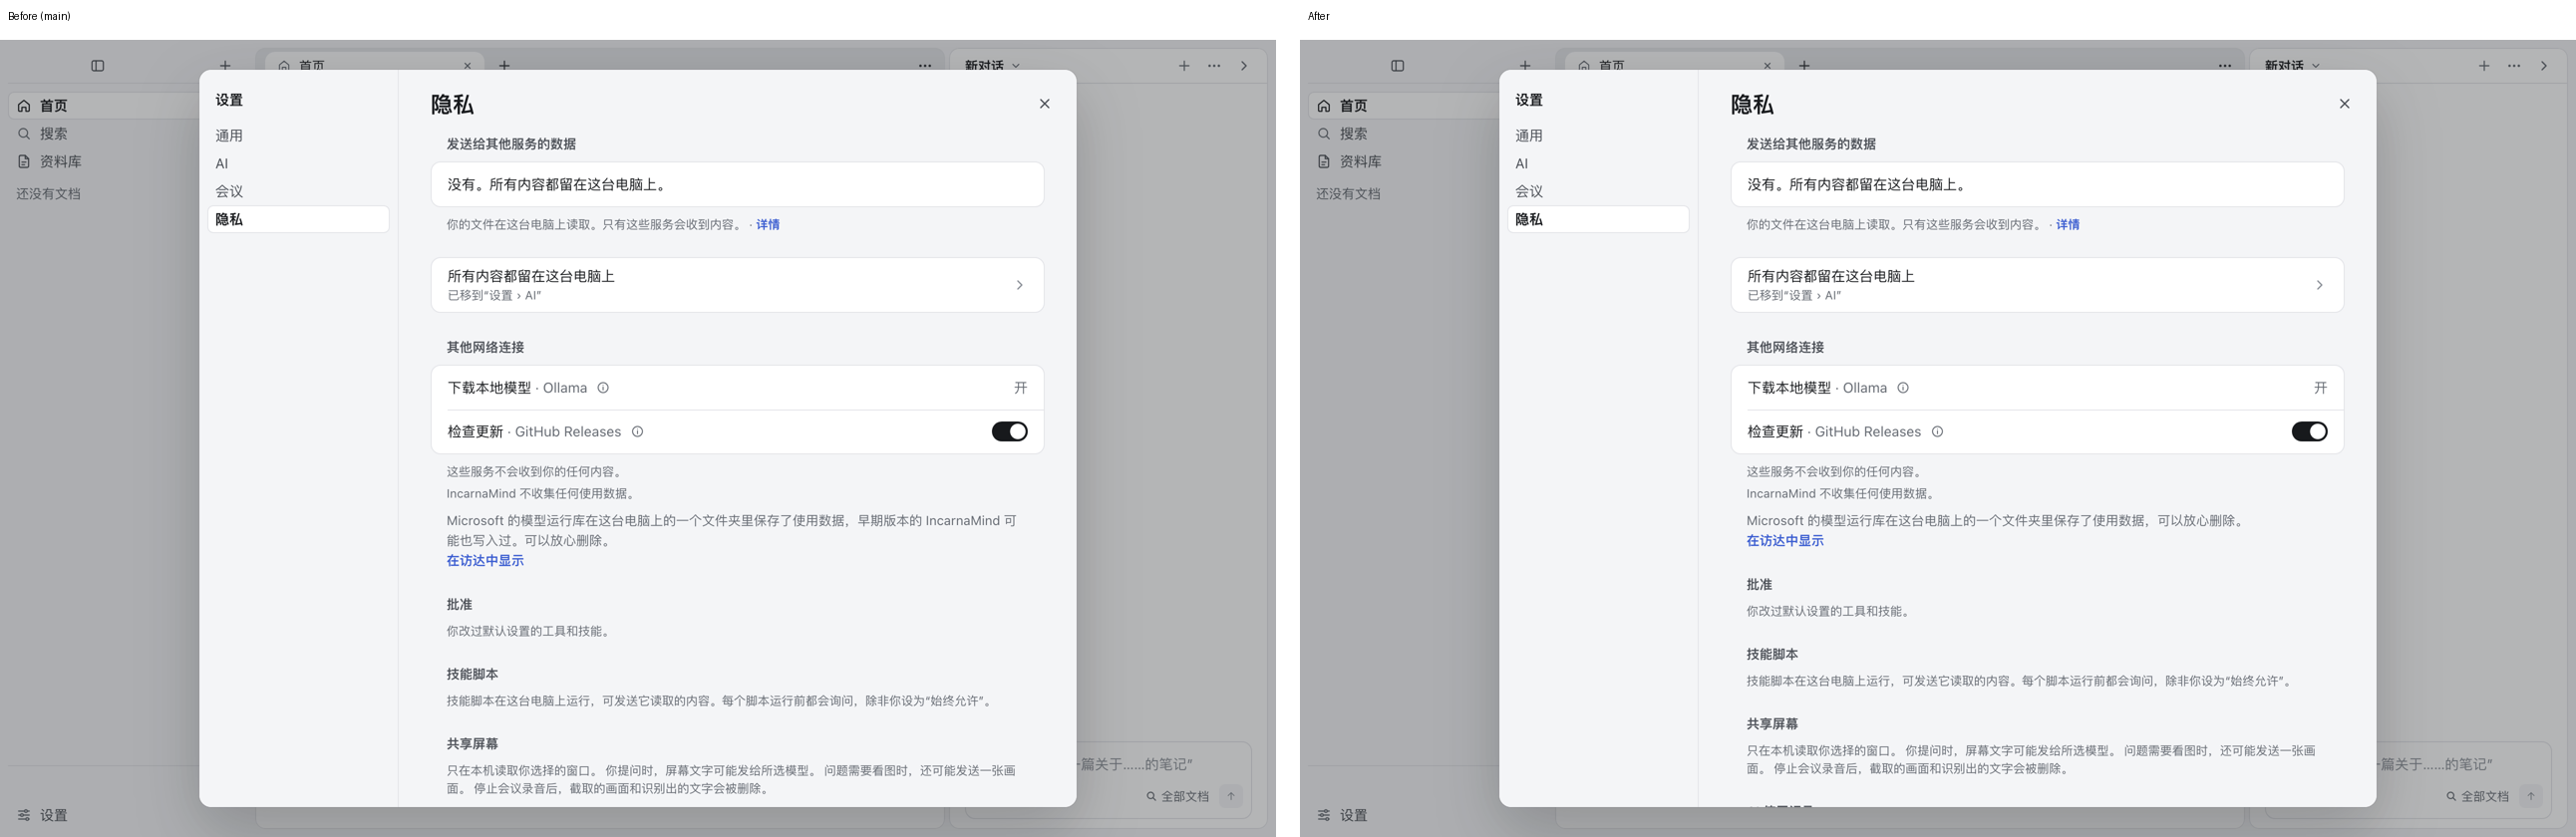 Before (main)
首页
新对话
首页
搜索
资料库
还没有文档
设置
设置
通用
AI
会议
隐私
隐私
发送给其他服务的数据
没有。所有内容都留在这台电脑上。
你的文件在这台电脑上读取。只有这些服务会收到内容。 · 详情
所有内容都留在这台电脑上
已移到“设置 › AI”
其他网络连接
下载本地模型 · Ollama 开
检查更新 · GitHub Releases
这些服务不会收到你的任何内容。
IncarnaMind 不收集任何使用数据。
Microsoft 的模型运行库在这台电脑上的一个文件夹里保存了使用数据，早期版本的 IncarnaMind 可
能也写入过。可以放心删除。
在访达中显示
批准
你改过默认设置的工具和技能。
技能脚本
技能脚本在这台电脑上运行，可发送它读取的内容。每个脚本运行前都会询问，除非你设为“始终允许”。
共享屏幕
只在本机读取你选择的窗口。 你提问时，屏幕文字可能发给所选模型。 问题需要看图时，还可能发送一张画
面。 停止会议录音后，截取的画面和识别出的文字会被删除。
篇关于……的笔记”
全部文档
After
首页
新对话
首页
搜索
资料库
还没有文档
设置
设置
通用
AI
会议
隐私
隐私
发送给其他服务的数据
没有。所有内容都留在这台电脑上。
你的文件在这台电脑上读取。只有这些服务会收到内容。 · 详情
所有内容都留在这台电脑上
已移到“设置 › AI”
其他网络连接
下载本地模型 · Ollama 开
检查更新 · GitHub Releases
这些服务不会收到你的任何内容。
IncarnaMind 不收集任何使用数据。
Microsoft 的模型运行库在这台电脑上的一个文件夹里保存了使用数据，可以放心删除。
在访达中显示
批准
你改过默认设置的工具和技能。
技能脚本
技能脚本在这台电脑上运行，可发送它读取的内容。每个脚本运行前都会询问，除非你设为“始终允许”。
共享屏幕
只在本机读取你选择的窗口。 你提问时，屏幕文字可能发给所选模型。 问题需要看图时，还可能发送一张画
面。 停止会议录音后，截取的画面和识别出的文字会被删除。
篇关于……的笔记”
全部文档